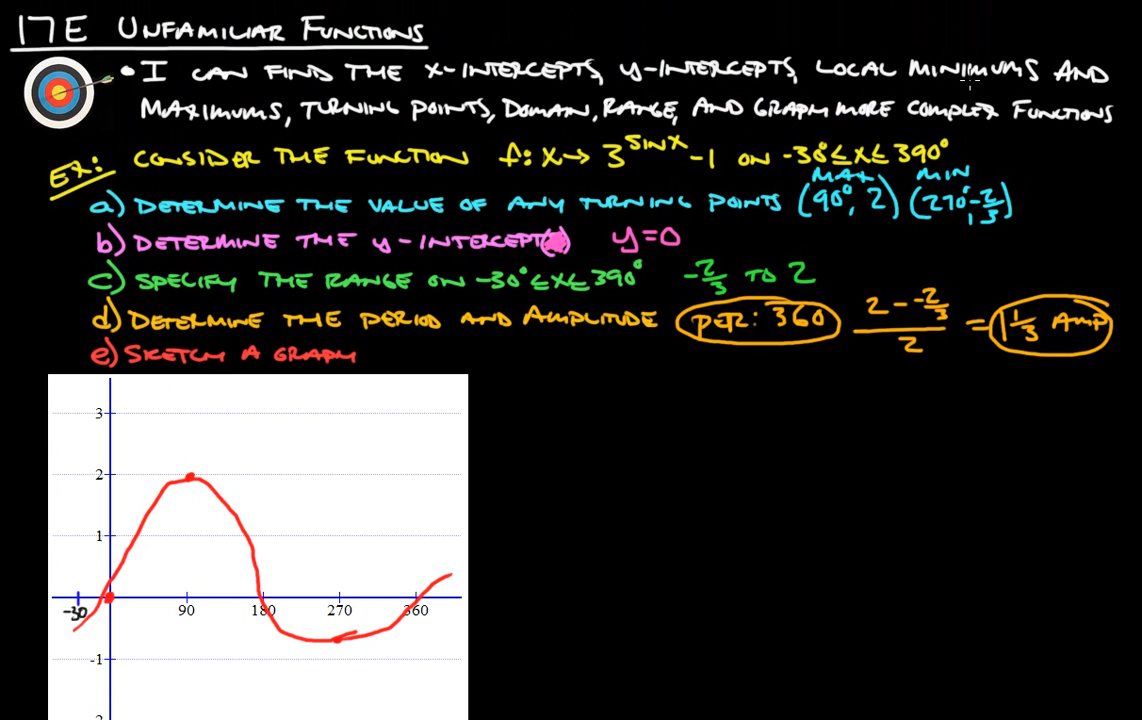 17E UNFAMILIAR FUNCTIONS
• I CAN FIND THE X-INTERCEPTS, Y-INTERCEPTS, LOCAL MINIMUMS AND
MAXIMUMS, TURNING POINTS, DOMAIN, RANGE, AND GRAPH MORE COMPLEX FUNCTIONS
EX: CONSIDER THE FUNCTION f: X→ 3^SINX -1 ON -30°≤X≤390°
MAX MIN
a) DETERMINE THE VALUE OF ANY TURNING POINTS (90°, 2) (270°, -2/3)
b) DETERMINE THE Y-INTERCEPT y=0
c) SPECIFY THE RANGE ON -30°≤X≤390° -2/3 TO 2
d) DETERMINE THE PERIOD AND AMPLITUDE PER: 360 (2 - -2/3)/2 = 1 1/3 AMP
e) SKETCH A GRAPH
3
2
1
-30 90 180 270 360
-1
-2